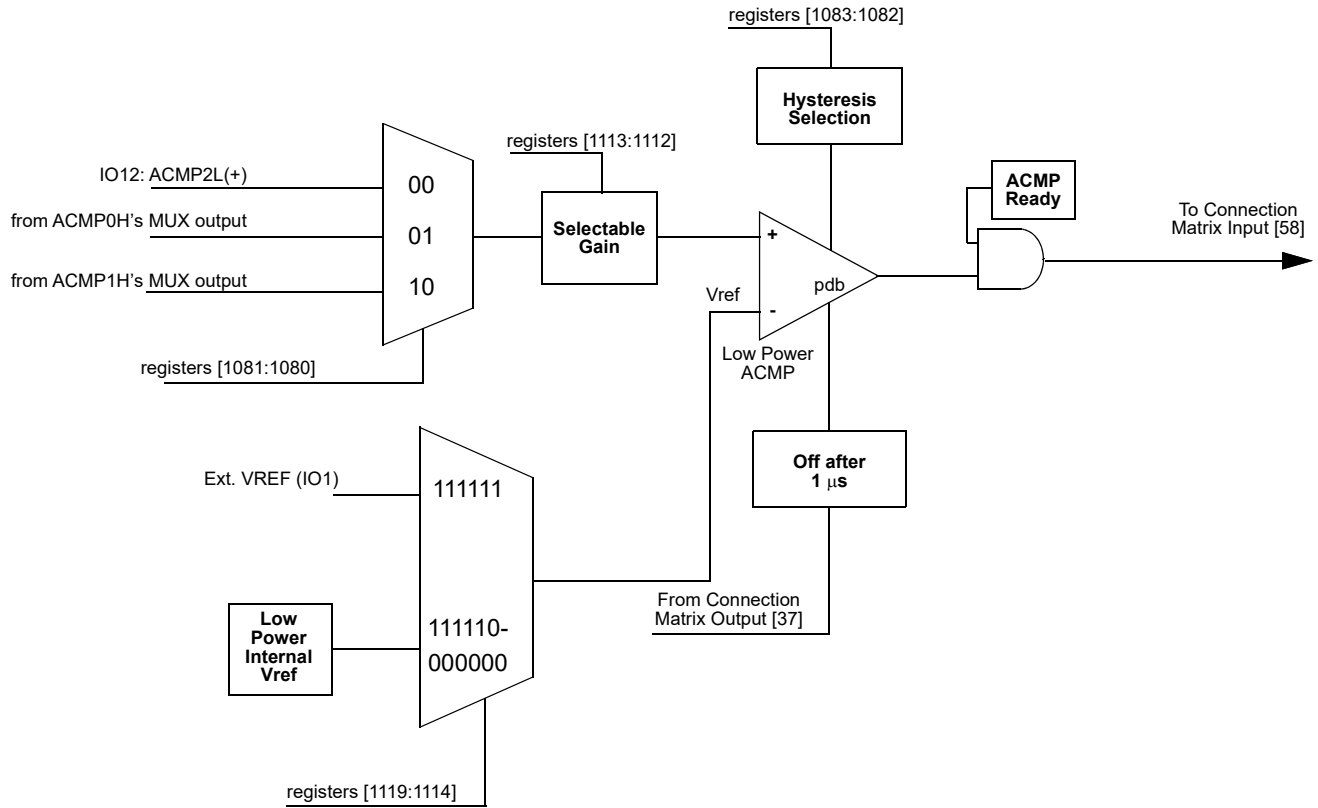 registers [1083:1082]
Hysteresis
Selection
registers [1113:1112]
IO12: ACMP2L(+)
00
from ACMP0H's MUX output
01
from ACMP1H's MUX output
10
Selectable
Gain
ACMP
Ready
To Connection
Matrix Input [58]
+
pdb
Vref
-
Low Power
ACMP
registers [1081:1080]
Ext. VREF (IO1)
111111
Off after
1 μs
Low
Power
Internal
Vref
111110-
000000
From Connection
Matrix Output [37]
registers [1119:1114]